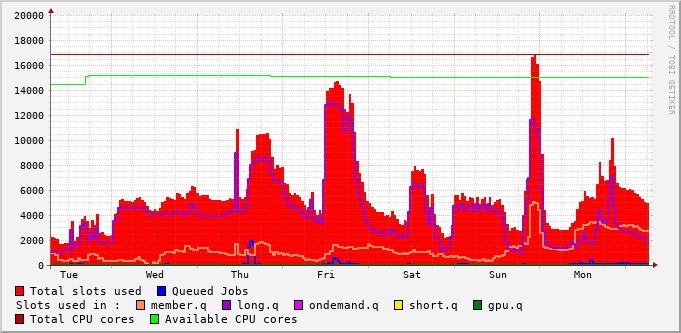 20000
18000
16000
14000
12000
10000
8000
6000
4000
2000
0
Tue Wed Thu Fri Sat Sun Mon
RRDTOOL / TOBI OETIKER
Total slots used Queued Jobs
Slots used in : member.q long.q ondemand.q short.q gpu.q
Total CPU cores Available CPU cores